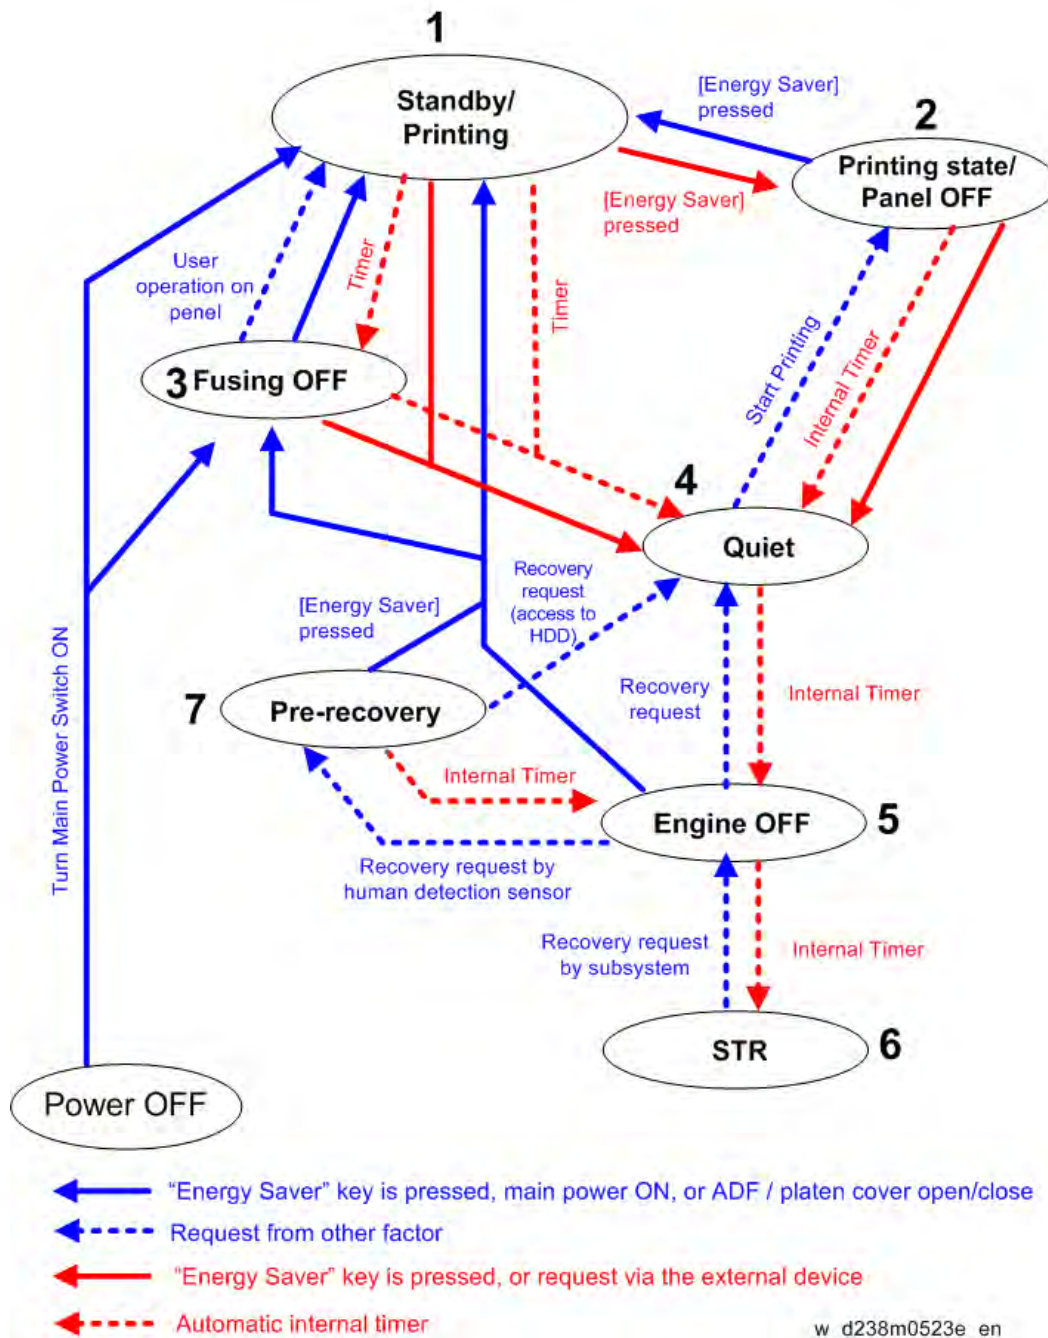 1
Standby/
Printing
[Energy Saver]
pressed
2
Printing state/
Panel OFF
[Energy Saver]
pressed
User
operation on
penel
Timer
Timer
3 Fusing OFF
Start Printing
Internal Timer
4
Quiet
Recovery
request
(access to
HDD)
[Energy Saver]
pressed
7
Pre-recovery
Recovery
request
Internal Timer
Internal Timer
Engine OFF
5
Recovery request by
human detection sensor
Turn Main Power Switch ON
Recovery request
by subsystem
Internal Timer
STR
6
Power OFF
“Energy Saver” key is pressed, main power ON, or ADF / platen cover open/close
Request from other factor
“Energy Saver” key is pressed, or request via the external device
Automatic internal timer
w_d238m0523e_en